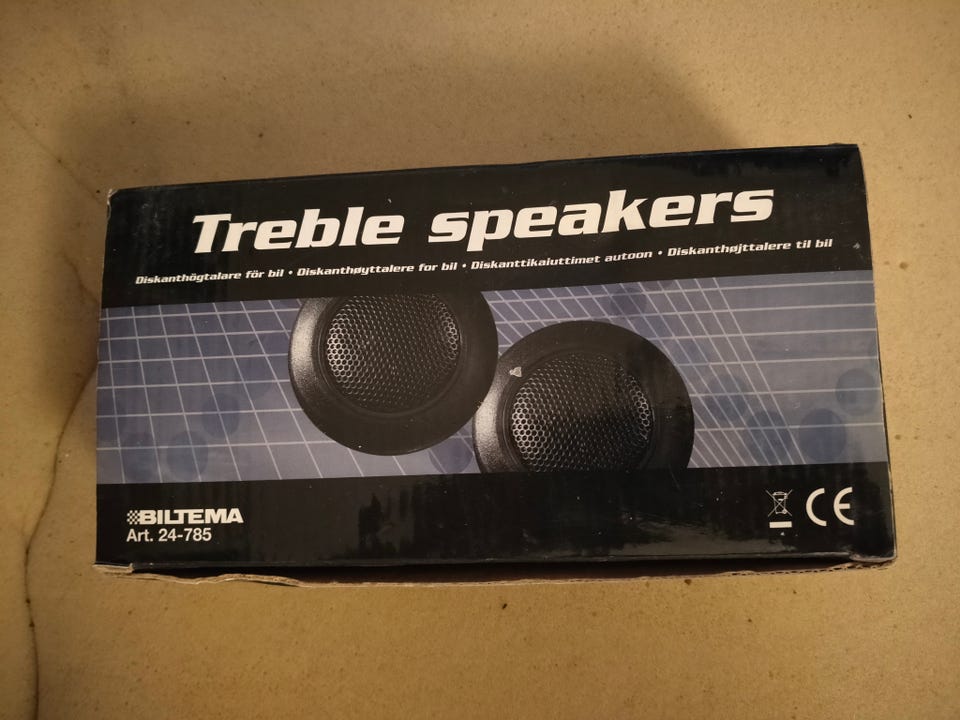 Treble speakers
Diskanthögtalare för bil • Diskanthøyttalere for bil • Diskanttikaiuttimet autoon • Diskanthøjttalere til bil
BILTEMA
Art. 24-785
CE